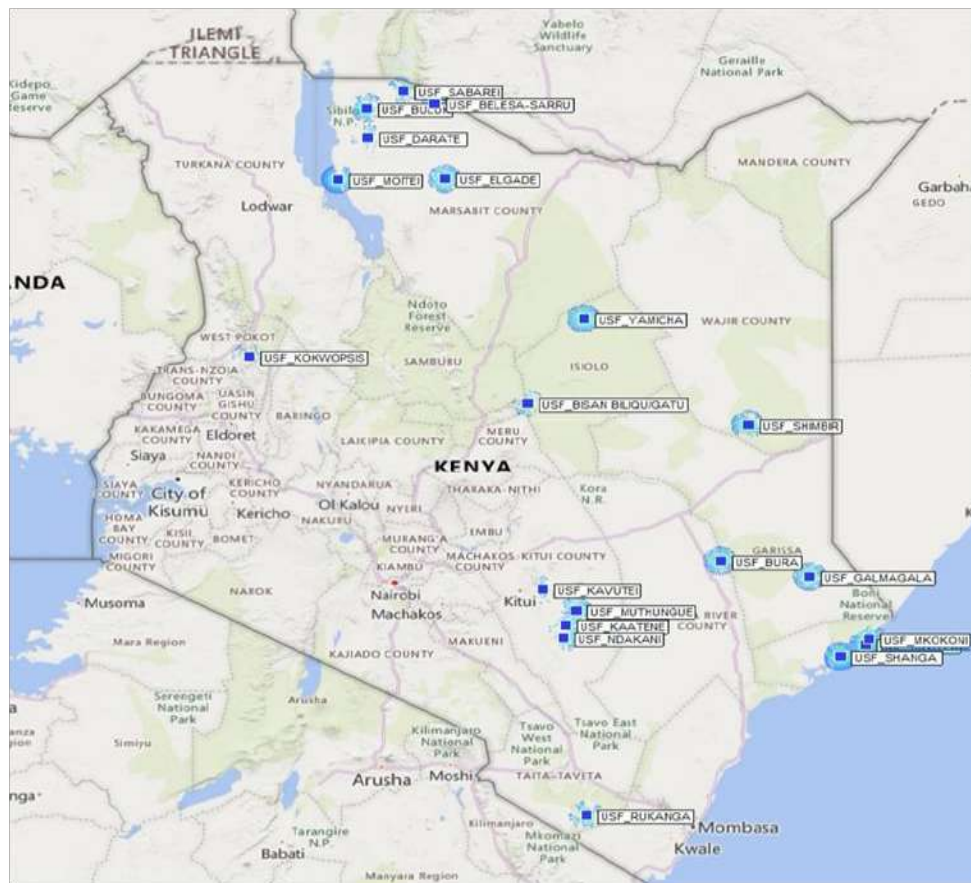 ILEMI
TRIANGLE
Yabelo
Wildlife
Sanctuary
Geraille
National Park
Kidepo
Game
Reserve
USF_SABAREI
USF_BELESA-SARRU
N.P.
USF_DARATE
TURKANA COUNTY
MANDERA COUNTY
USF_MOITEI
USF_ELGADE
Garbaha
GEDO
Lodwar
MARSABIT COUNTY
NDA
Ndoto
Forest
Reserve
USF_YAMICHA
WAJIR COUNTY
WEST POKOT
USF_KOKWOPSIS
SAMBURU
ISIOLO
TRANS-NZOIA
COUNTY
BUNGOMA
COUNTY
UASIN
GISHU
COUNTY
BARINGO
USF_BISAN BILIQU/GATU
USF_SHIMBIR
KAKAMEGA
COUNTY
Eldoret
LAIKIPIA COUNTY
MERU
COUNTY
Siaya
NANDI
COUNTY
KENYA
SIAYA
COUNTY
City of
Kisumu
KERICHO
COUNTY
Kericho
NYANDARUA
Ol Kalou
NYERI
NAKURU
THARAKA-NITHI
Kora
N.R.
HOMA
BAY
COUNTY
KISII
COUNTY
BOMET
MURANG'A
COUNTY
EMBU
MIGORI
COUNTY
KIAMBU
MACHAKOS
COUNTY
KITUI COUNTY
GARISSA
USF_BURA
USF_GALMAGALA
Nairobi
Machakos
Kitui
USF_KAVUTEI
Boni
National
Reserve
Musoma
NAROK
USF_MUTHUNGUE
USF_KAATENE
USF_NDAKANI
RIVER
COUNTY
Mara Region
KAJIADO COUNTY
MAKUENI
USF_MKOKONI
USF_SHANGA
Serengeti
National
Park
Arusha
Kilimanjaro
National
Park
Tsavo
West
National
Park
Tsavo East
National
Park
Simiyu
Arusha
Moshi
TAITA-TAVETA
USF_RUKANGA
Kilimanjaro
Mkomazi
National
Park
Mombasa
Kwale
Tarangire
N.P.
Babati
Manyara Region